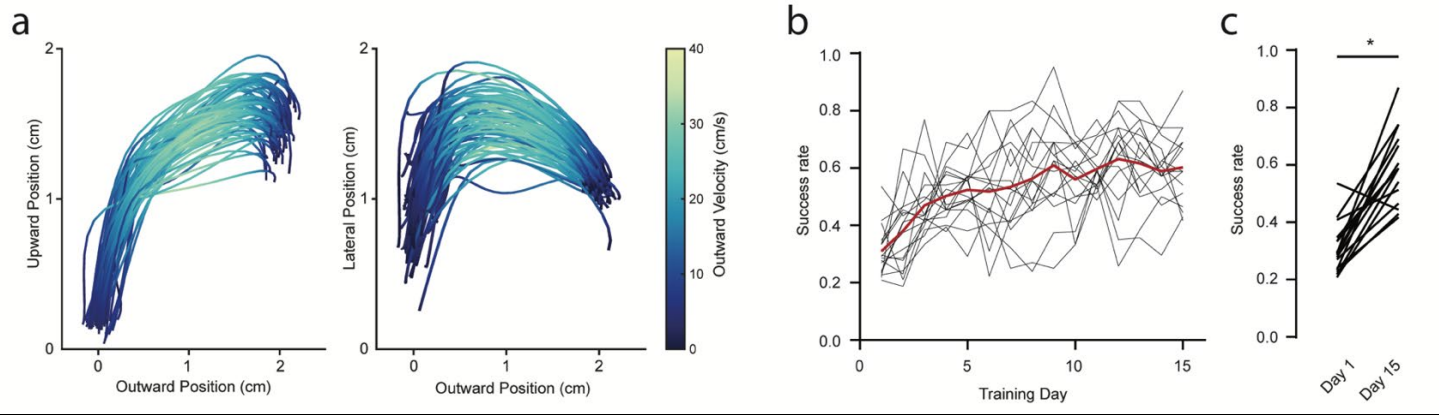 a
2
1
0
Upward Position (cm)
0
1
2
Outward Position (cm)
2
1
0
Lateral Position (cm)
0
1
2
Outward Position (cm)
40
30
20
10
0
Outward Velocity (cm/s)
b
1.0
0.8
0.6
0.4
0.2
0.0
Success rate
0
5
10
15
Training Day
c
1.0
0.8
0.6
0.4
0.2
0.0
Success rate
*
Day 1
Day 15